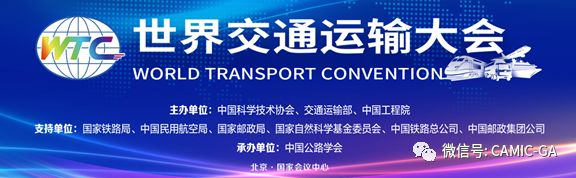 WTC
世界交通运输大会
WORLD TRANSPORT CONVENTION
主办单位：中国科学技术协会、交通运输部、中国工程院
支持单位：国家铁路局、中国民用航空局、国家邮政局、国家自然科学基金委员会、中国铁路总公司、中国邮政集团公司
承办单位：中国公路学会
北京·国家会议中心
微信号: CAMIC-GA